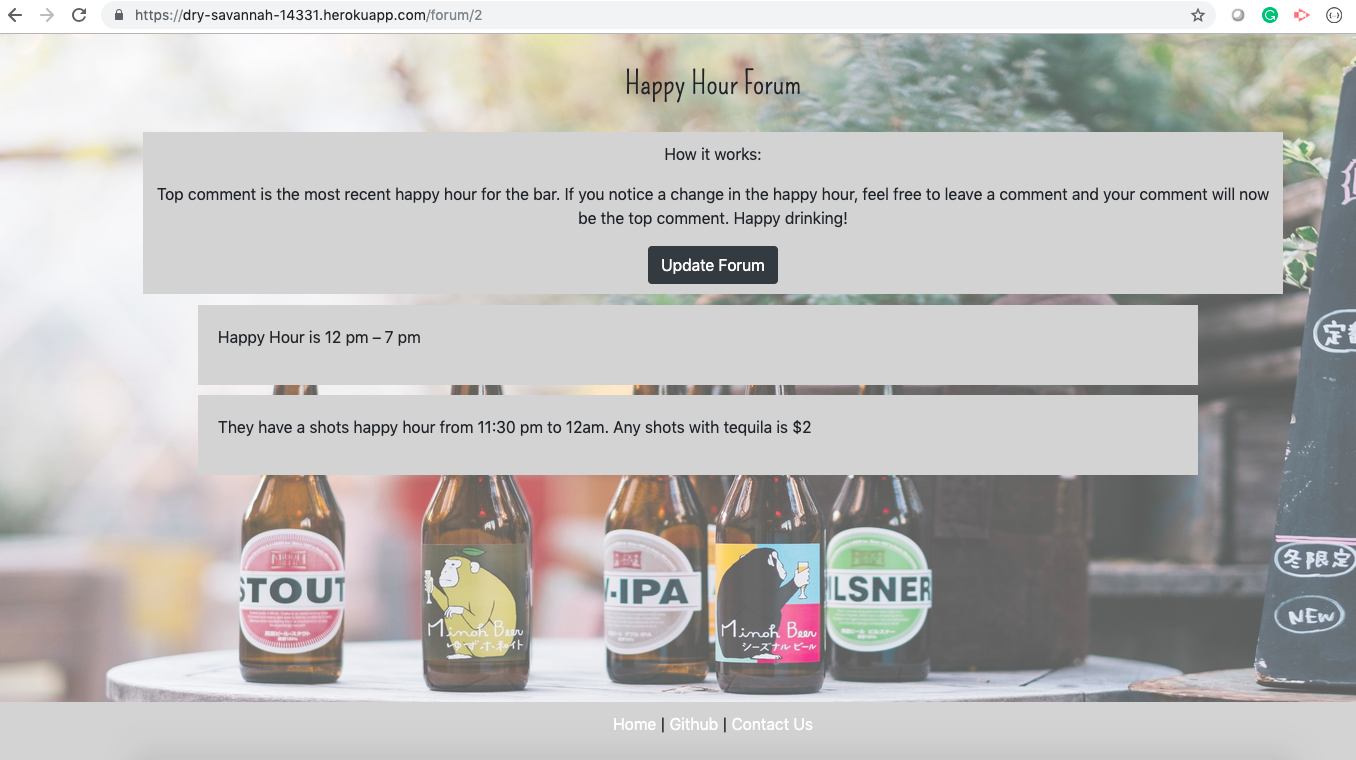 https://dry-savannah-14331.herokuapp.com/forum/2
Happy Hour Forum
How it works:
Top comment is the most recent happy hour for the bar. If you notice a change in the happy hour, feel free to leave a comment and your comment will now
be the top comment. Happy drinking!
Update Forum
Happy Hour is 12 pm – 7 pm
They have a shots happy hour from 11:30 pm to 12am. Any shots with tequila is $2
STOUT
Minoh Beer
ゆずホ和イト
W-IPA
Minoh Beer
シーズナル ビール
PILSNER
冬限定
NEW
Home | Github | Contact Us